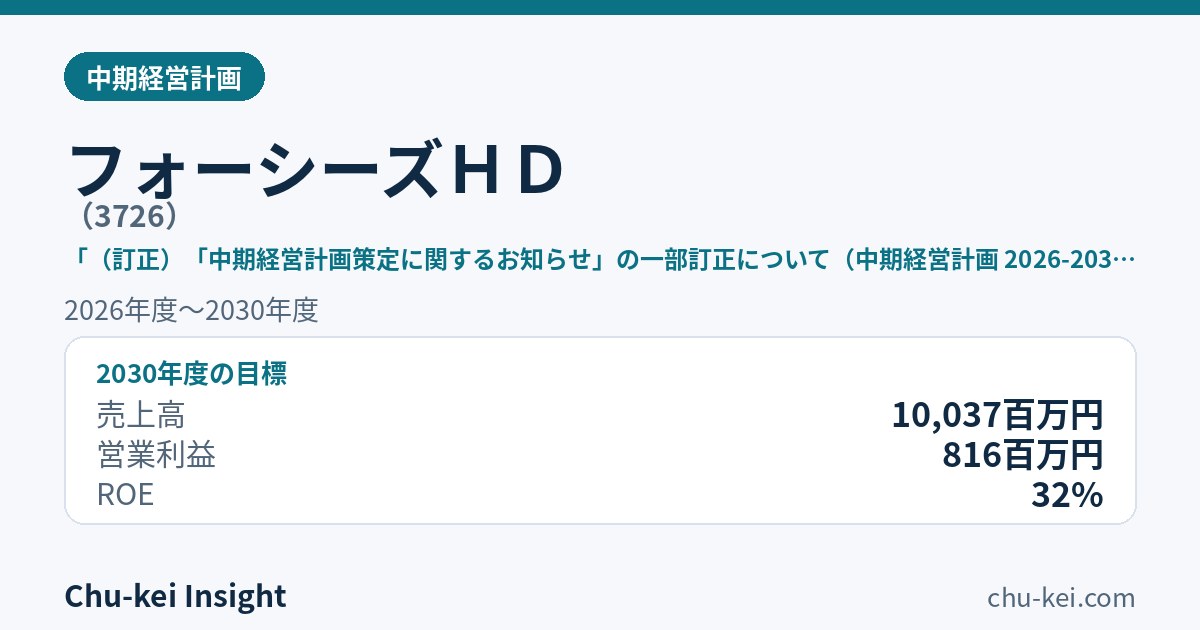 中期経営計画
フォーシーズＨＤ
（3726）
「（訂正）「中期経営計画策定に関するお知らせ」の一部訂正について（中期経営計画 2026-203…
2026年度～2030年度
2030年度の目標
売上高 10,037百万円
営業利益 816百万円
ROE 32%
Chu-kei Insight chu-kei.com